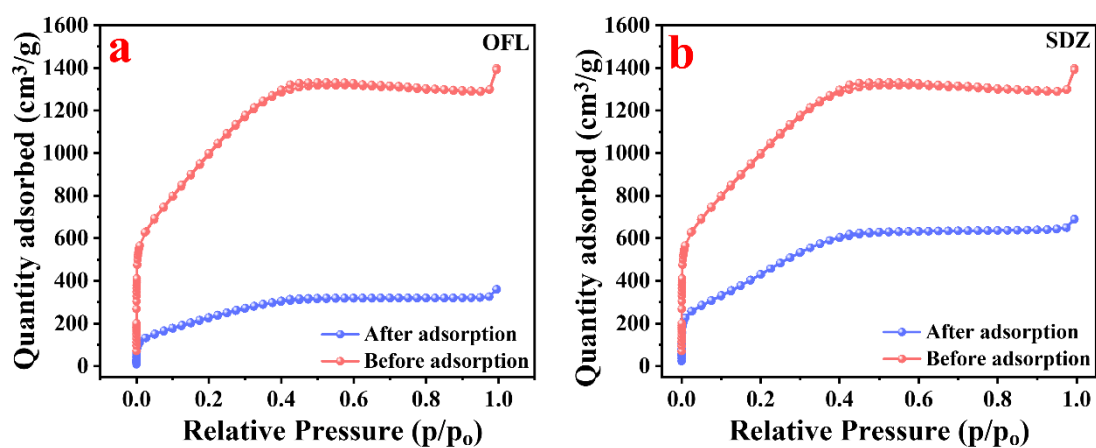 a
OFL
Quantity adsorbed (cm³/g)
1600
1400
1200
1000
800
600
400
200
0
After adsorption
Before adsorption
0.0 0.2 0.4 0.6 0.8 1.0
Relative Pressure (p/pₒ)
b
SDZ
Quantity adsorbed (cm³/g)
1600
1400
1200
1000
800
600
400
200
0
After adsorption
Before adsorption
0.0 0.2 0.4 0.6 0.8 1.0
Relative Pressure (p/pₒ)